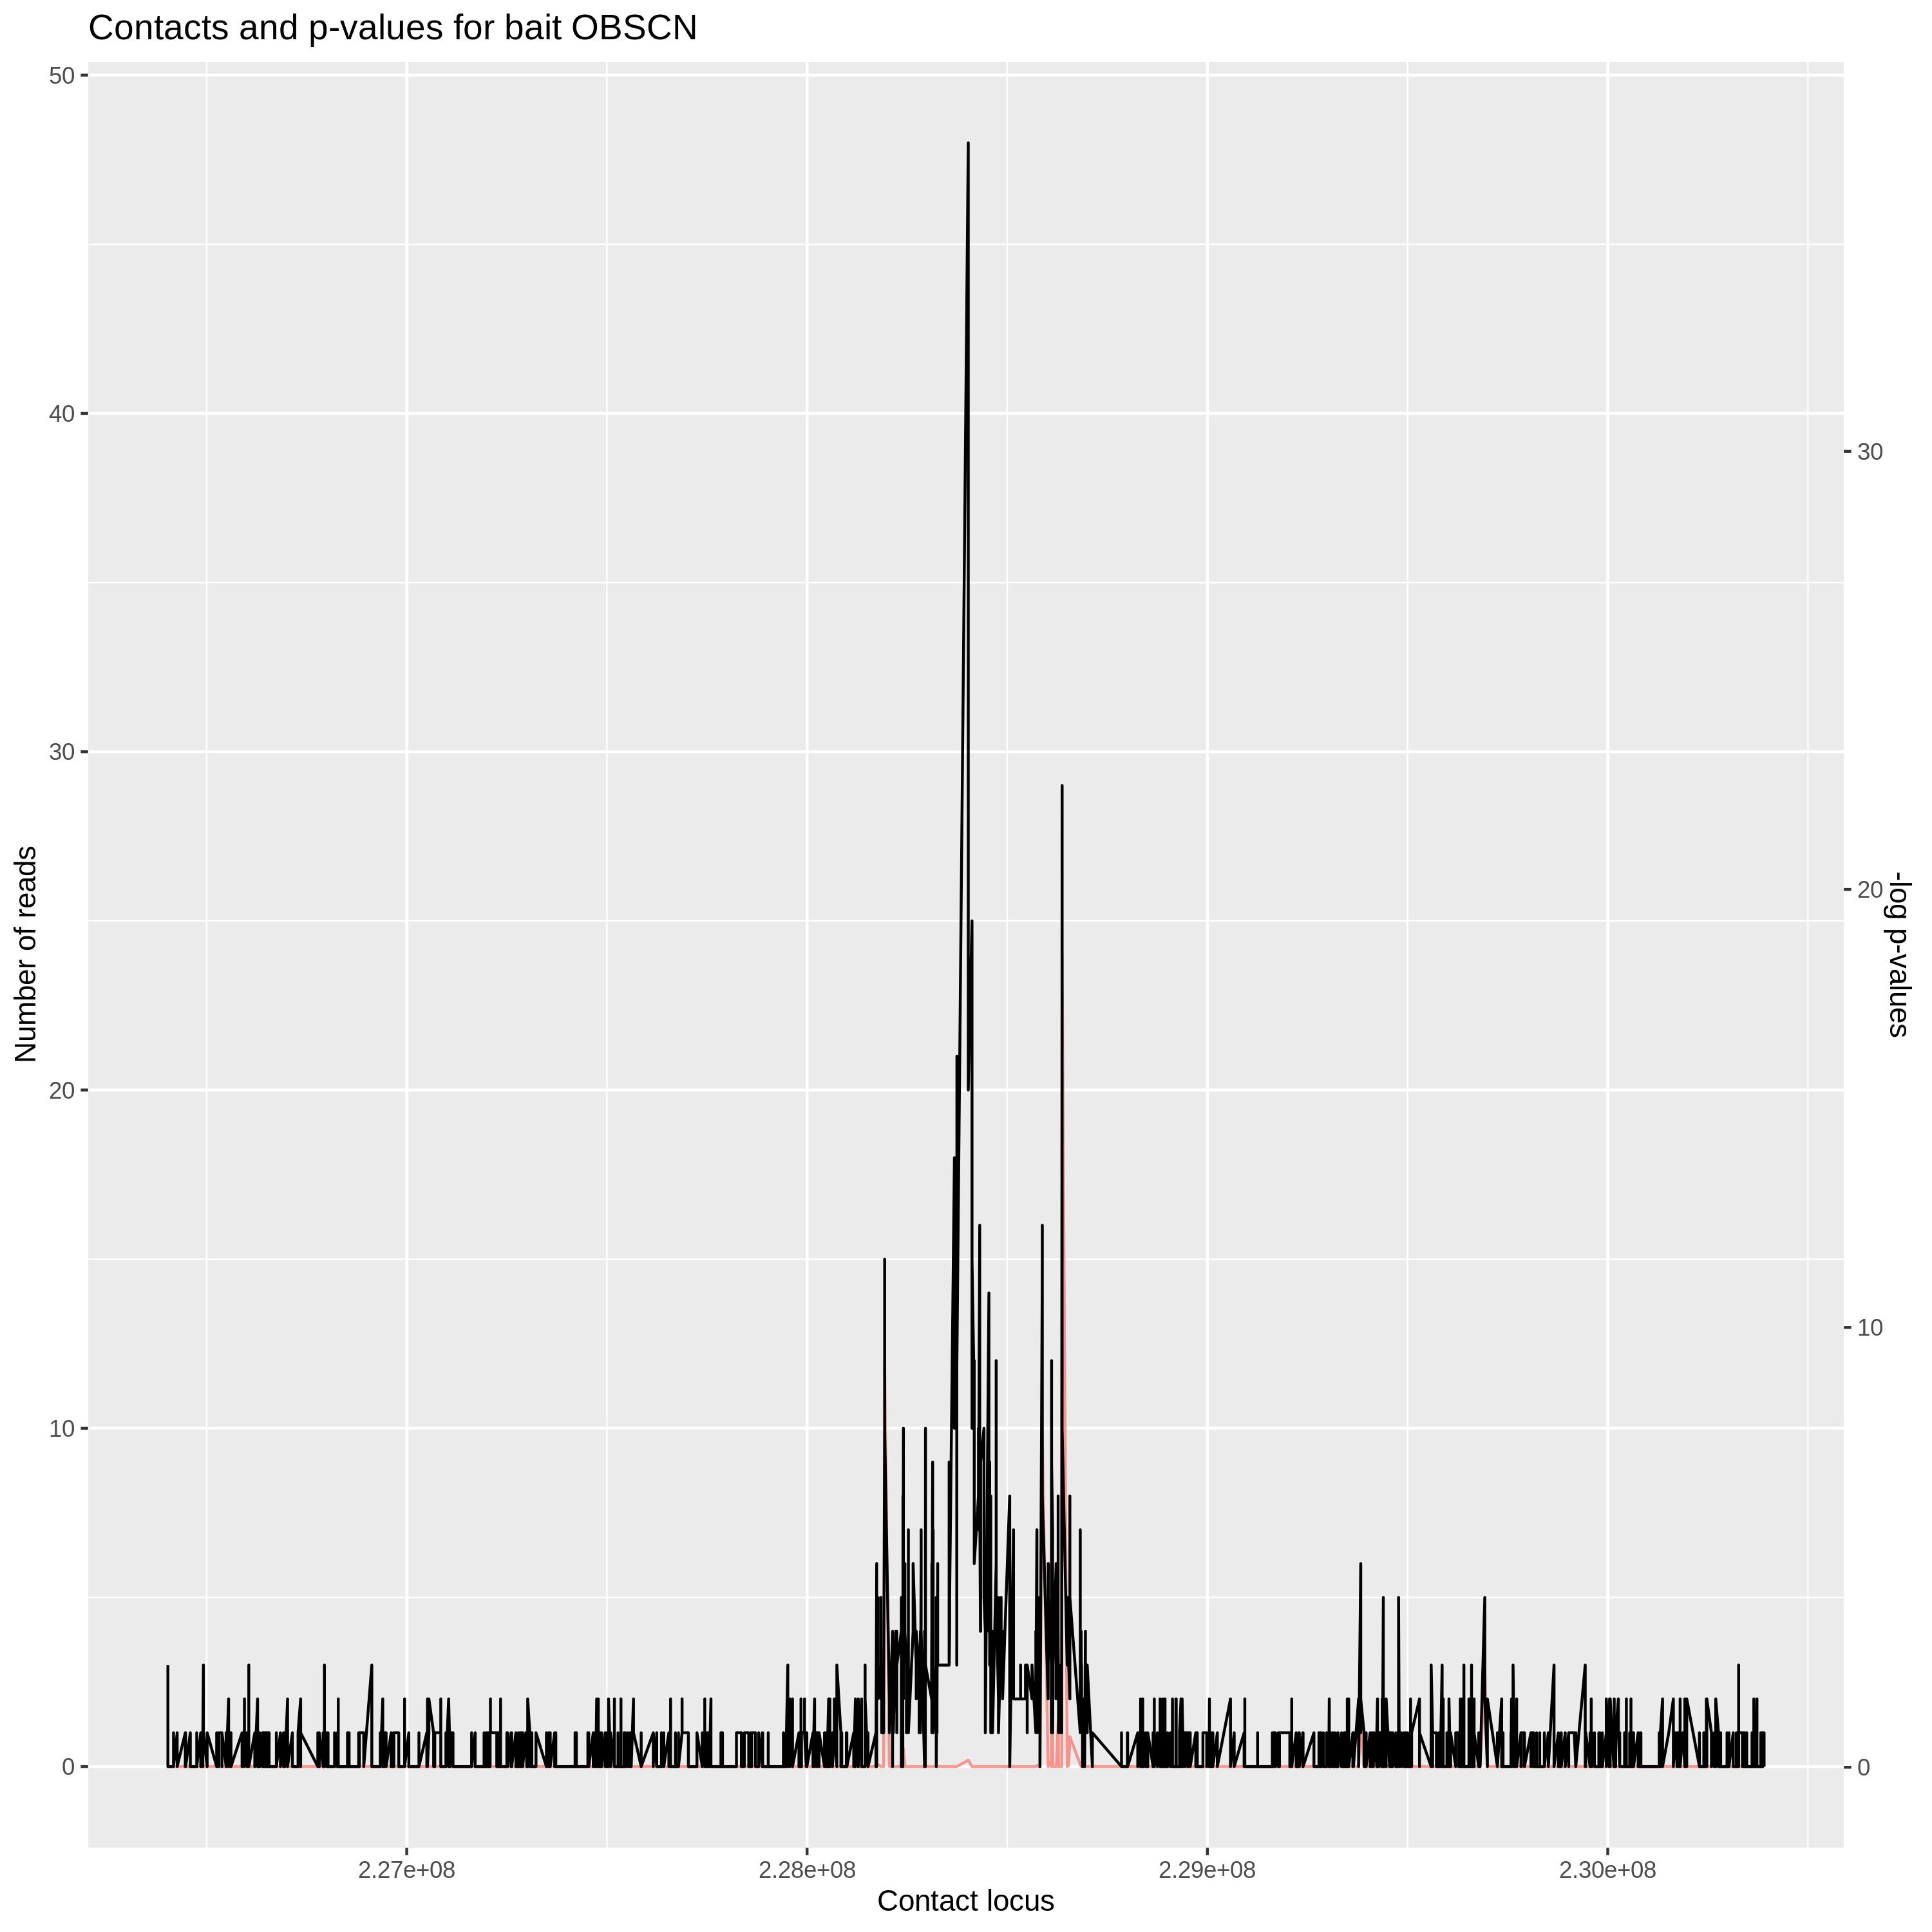 Contacts and p-values for bait OBSCN
50
40
30
20
10
0
Number of reads
30
20
10
0
-log p-values
2.27e+08 2.28e+08 2.29e+08 2.30e+08
Contact locus